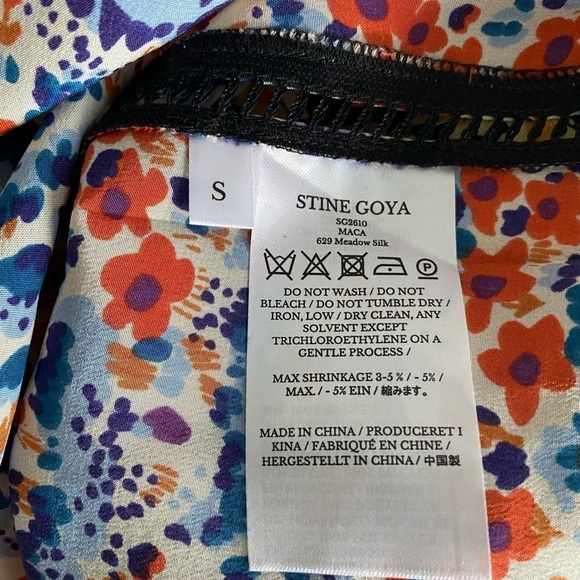 S
STINE GOYA
SG2610
MACA
629 Meadow Silk
P
DO NOT WASH / DO NOT
BLEACH / DO NOT TUMBLE DRY /
IRON, LOW / DRY CLEAN, ANY
SOLVENT EXCEPT
TRICHLOROETHYLENE ON A
GENTLE PROCESS /
MAX SHRINKAGE 3-5 % / - 5% /
MAX. / - 5% EIN / 縮みます。 /
MADE IN CHINA / PRODUCERET I
KINA / FABRIQUÉ EN CHINE /
HERGESTELLT IN CHINA / 中国製